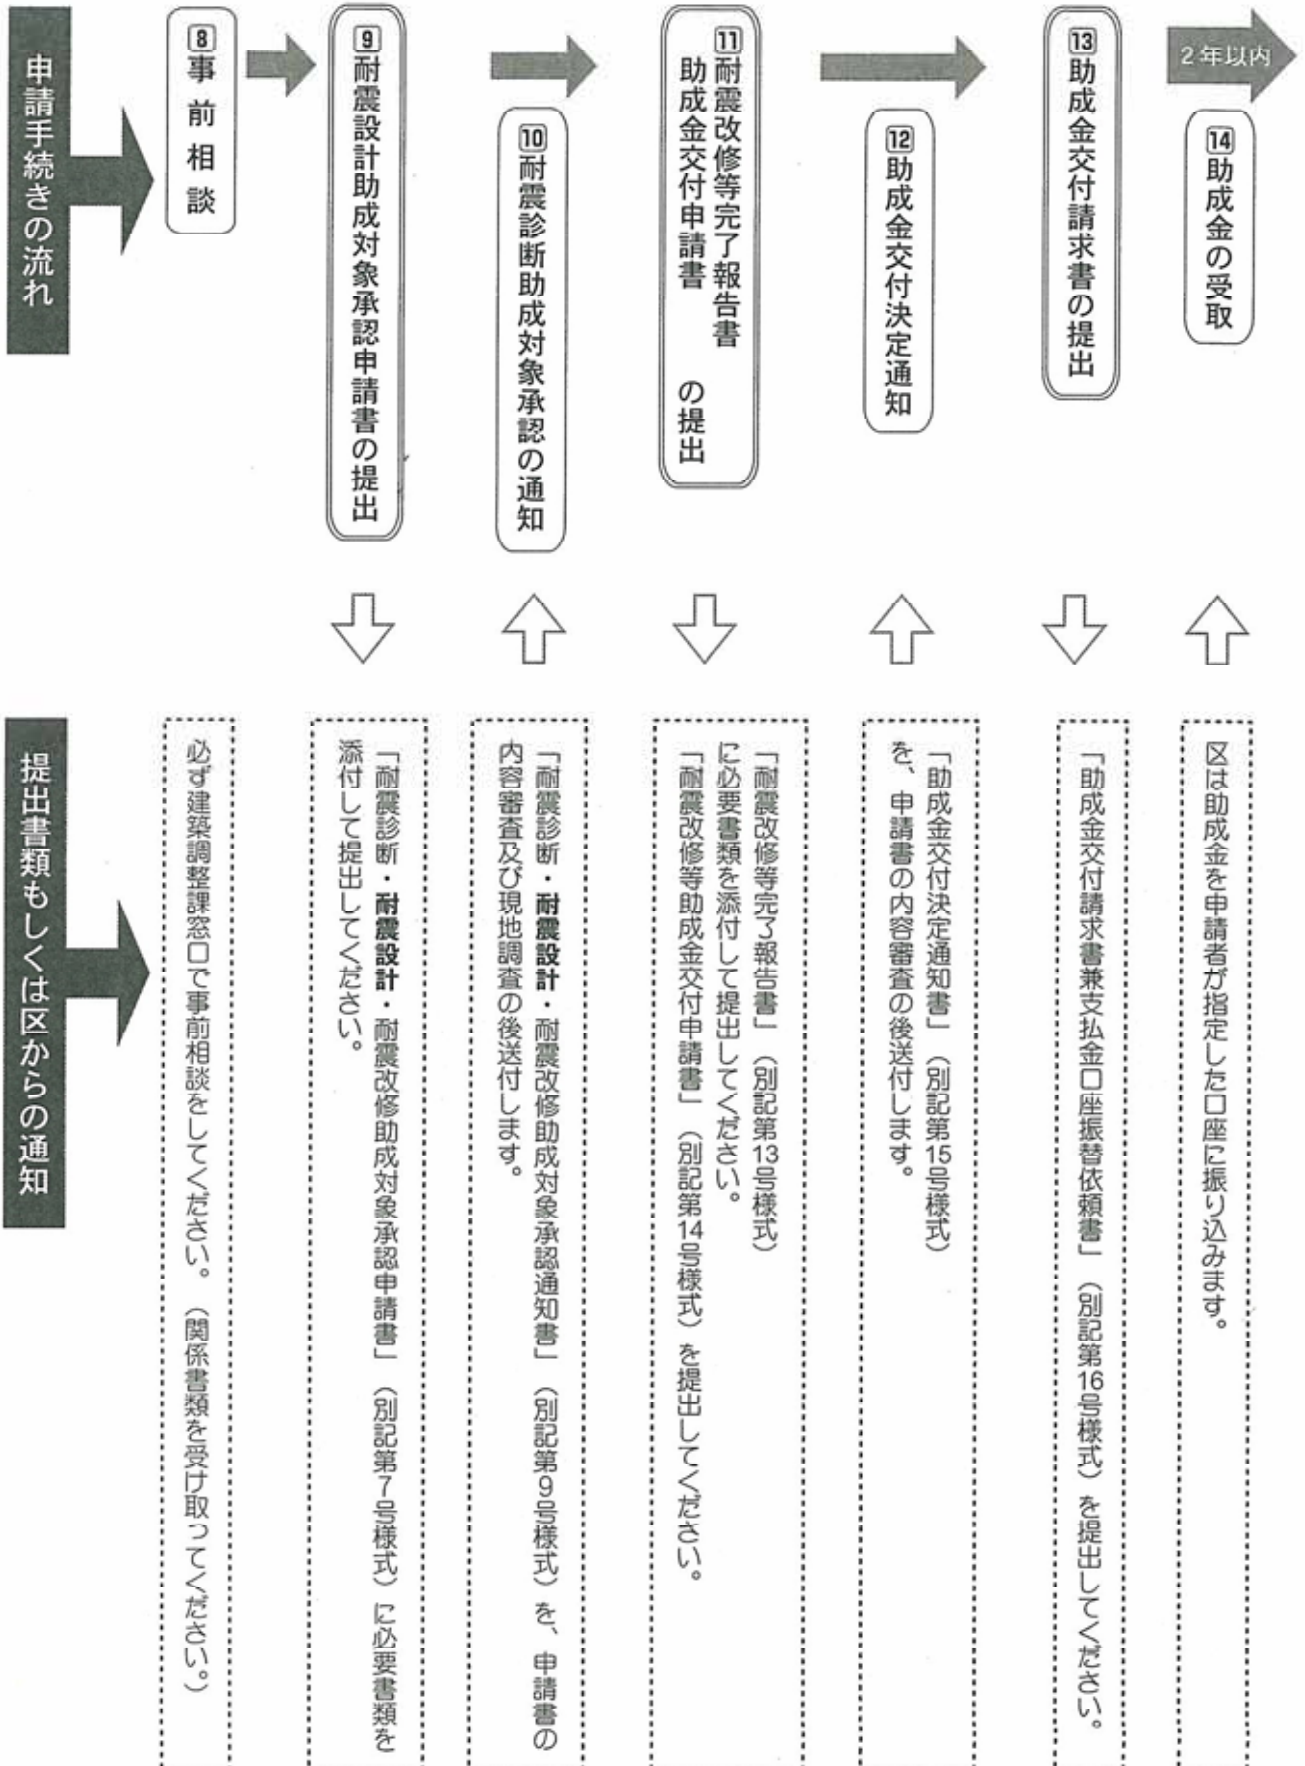 申請手続きの流れ
8 事前相談
9 耐震設計助成対象承認申請書の提出
10 耐震診断助成対象承認の通知
11 耐震改修等完了報告書
助成金交付申請書 の提出
12 助成金交付決定通知
13 助成金交付請求書の提出
2年以内
14 助成金の受取
提出書類もしくは区からの通知
必ず建築調整課窓口で事前相談をしてください。（関係書類を受け取ってください。）
「耐震診断・耐震設計・耐震改修助成対象承認申請書」（別記第7号様式）に必要書類を
添付して提出してください。
「耐震診断・耐震設計・耐震改修助成対象承認通知書」（別記第9号様式）を、申請書の
内容審査及び現地調査の後送付します。
「耐震改修等完了報告書」（別記第13号様式）
に必要書類を添付して提出してください。
「耐震改修等助成金交付申請書」（別記第14号様式）を提出してください。
「助成金交付決定通知書」（別記第15号様式）
を、申請書の内容審査の後送付します。
「助成金交付請求書兼支払金口座振替依頼書」（別記第16号様式）を提出してください。
区は助成金を申請者が指定した口座に振り込みます。